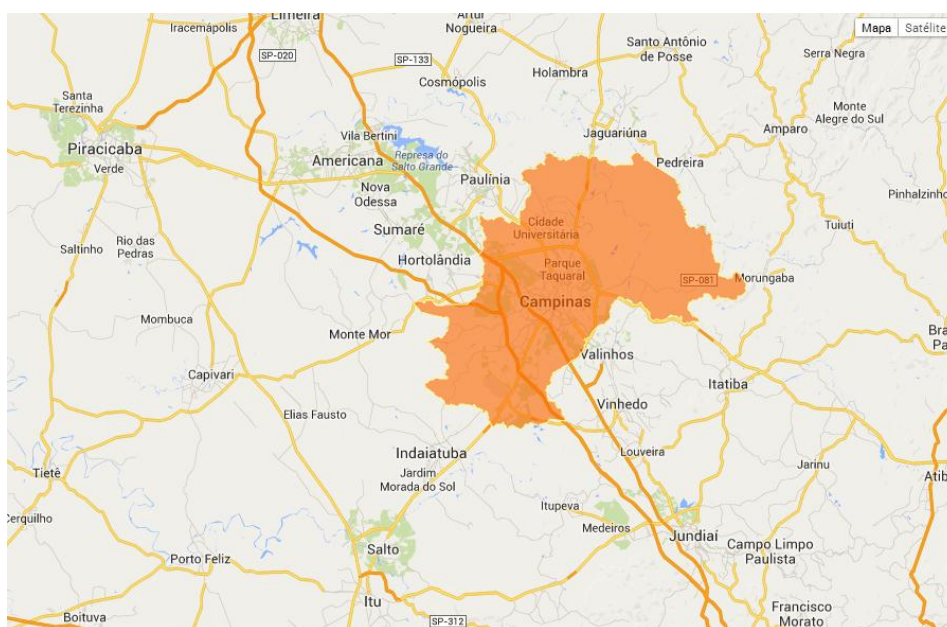 Limeira
Artur
Nogueira
Mapa
Satélite
Iracemápolis
SP-020
SP-133
Santo Antônio
de Posse
Serra Negra
Cosmópolis
Holambra
Santa
Terezinha
Monte
Alegre do Sul
Vila Bertini
Jaguariúna
Amparo
Piracicaba
Americana
Represa do
Salto Grande
Pedreira
Verde
Paulínia
Nova
Odessa
Pinhalzinho
Cidade
Universitária
Sumaré
Tuiuti
Saltinho
Rio das
Pedras
Hortolândia
Parque
Taquaral
SP-081
Morungaba
Campinas
Mombuca
Monte Mor
Bra
Pa
Valinhos
Capivari
Itatiba
Elias Fausto
Vinhedo
Indaiatuba
Louveira
Jardim
Morada do Sol
Jarinu
Tietê
Atib
Itupeva
Cerquilho
Medeiros
Jundiaí
Campo Limpo
Paulista
Salto
Porto Feliz
Itu
Boituva
SP-312
Francisco
Morato